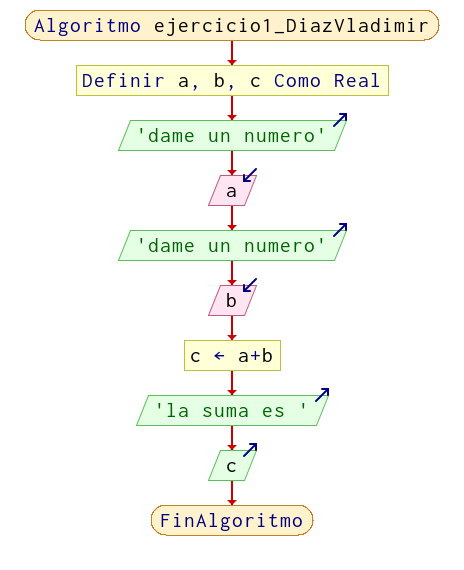 Algoritmo ejercicio1_DiazVladimir
Definir a, b, c Como Real
'dame un numero'
a
'dame un numero'
b
c ← a+b
'la suma es '
c
FinAlgoritmo